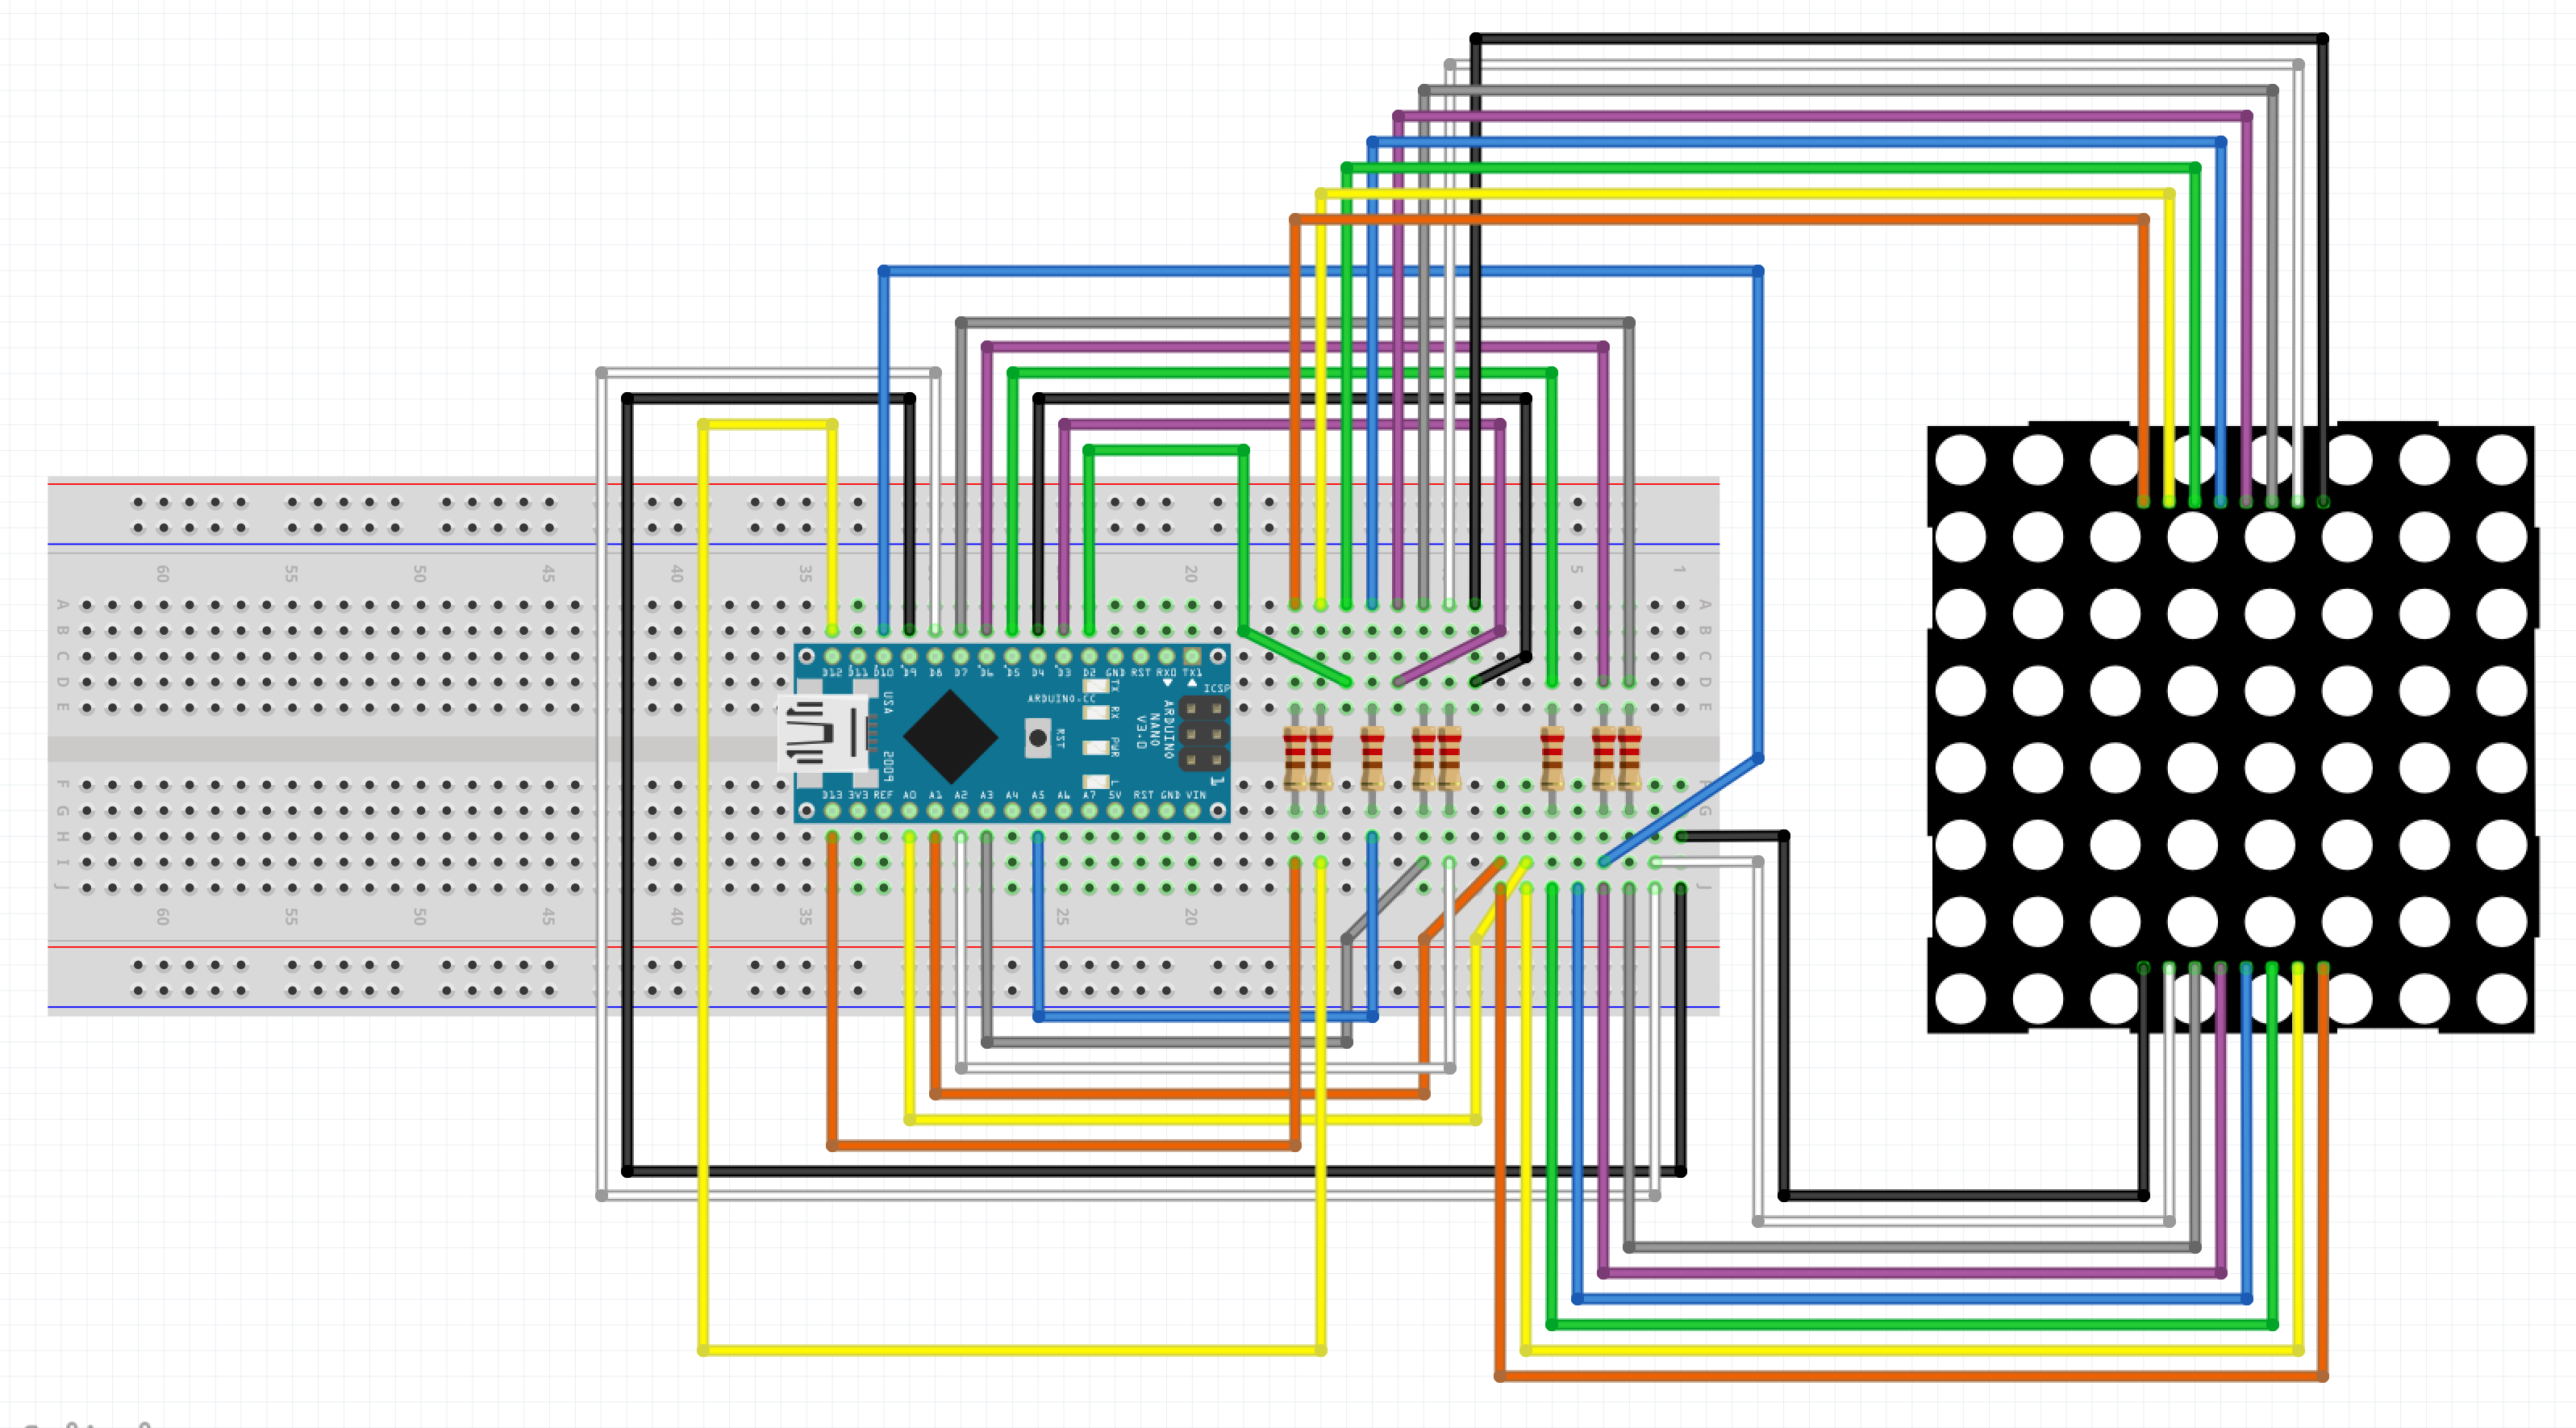 60 55 50 45 40 35 20 5 1
A A
B B
C C
D D
E E
D12 D11 D10 D9 D8 D7 D6 D5 D4 D3 D2 GND RST RX0 TX1
ICSP
USA
TX
ARDUINO.CC
RX
ARDUINO
NANO
V3.0
RST
PWR
2009
L
1
D13 3V3 REF A0 A1 A2 A3 A4 A5 A6 A7 5V RST GND VIN
F
G G
H
I
J J
60 55 50 45 40 35 25 20